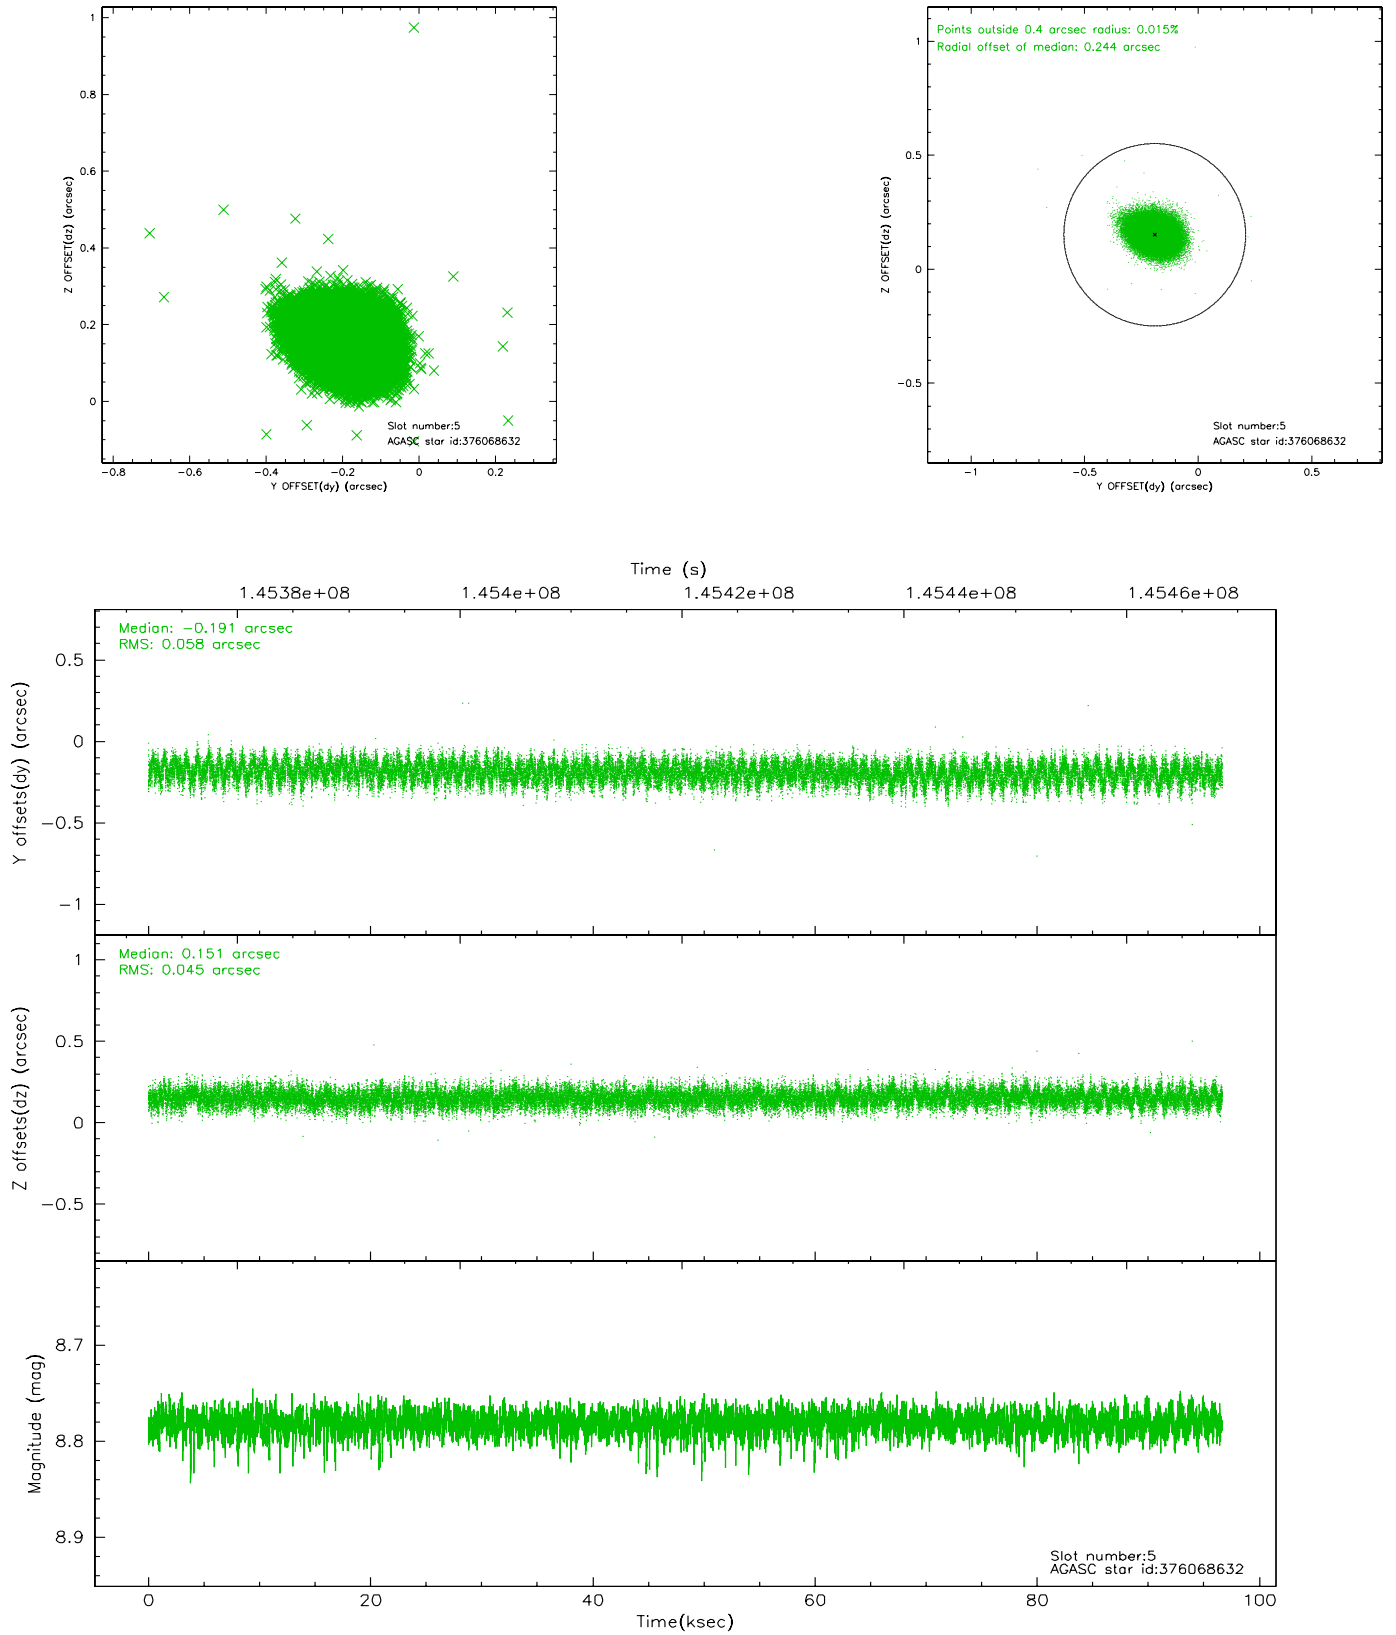 1
0.8
0.6
0.4
0.2
0
−0.8
−0.6
−0.4
−0.2
0
0.2
Z OFFSET(dz) (arcsec)
Y OFFSET(dy) (arcsec)
Slot number:5
AGASC star id:376068632
Points outside 0.4 arcsec radius: 0.015%
Radial offset of median: 0.244 arcsec
1
0.5
0
−0.5
−1
−0.5
0
0.5
Z OFFSET(dz) (arcsec)
Y OFFSET(dy) (arcsec)
Slot number:5
AGASC star id:376068632
Time (s)
1.4538e+08
1.454e+08
1.4542e+08
1.4544e+08
1.4546e+08
Median: −0.191 arcsec
RMS: 0.058 arcsec
0.5
0
−0.5
−1
Y offsets(dy) (arcsec)
Median: 0.151 arcsec
RMS: 0.045 arcsec
1
0.5
0
−0.5
Z offsets(dz) (arcsec)
8.7
8.8
8.9
Magnitude (mag)
Slot number:5
AGASC star id:376068632
0
20
40
60
80
100
Time(ksec)